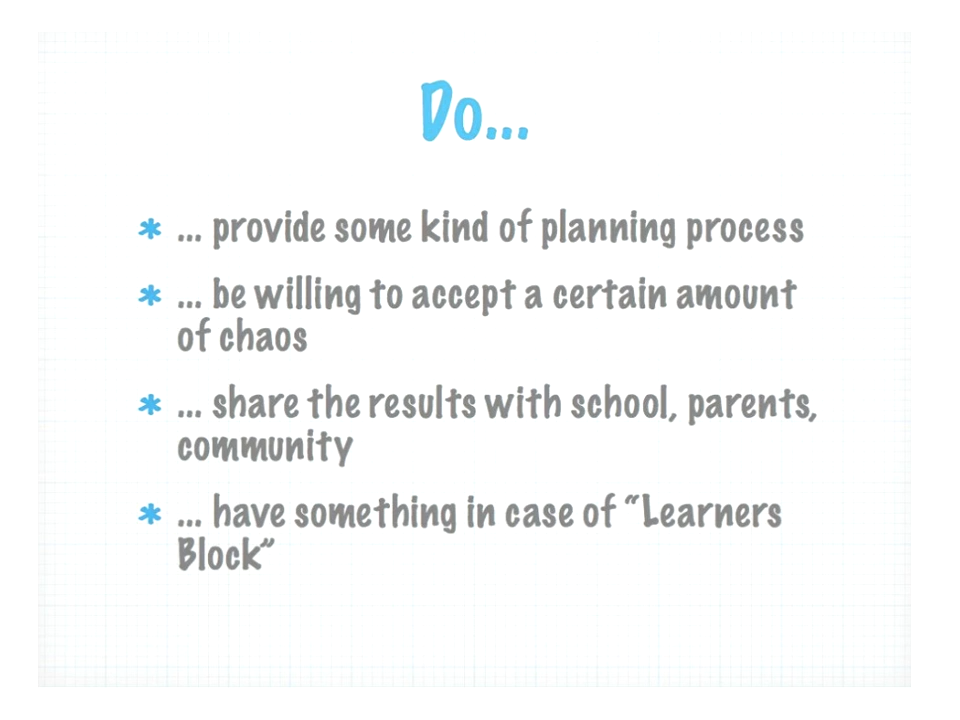 Do...
* ... provide some kind of planning process
* ... be willing to accept a certain amount
of chaos
* ... share the results with school, parents,
community
* ... have something in case of “Learners
Block”